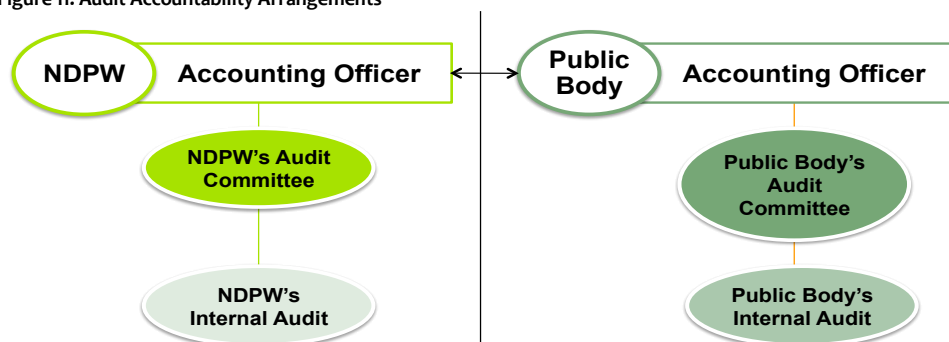 Figure 11: Audit Accountability Arrangements
NDPW
Accounting Officer
NDPW’s Audit
Committee
NDPW’s
Internal Audit
Public
Body
Accounting Officer
Public Body’s
Audit
Committee
Public Body’s
Internal Audit